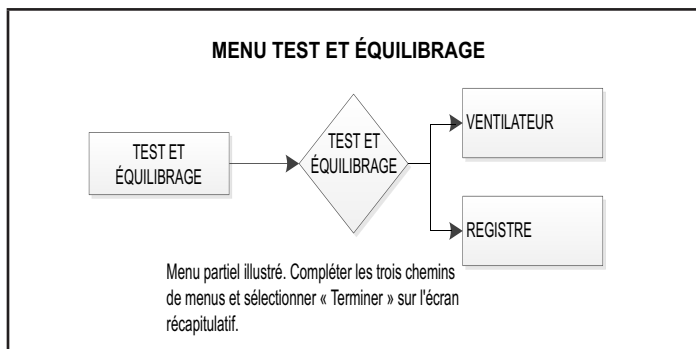 MENU TEST ET ÉQUILIBRAGE
TEST ET
ÉQUILIBRAGE
TEST ET
ÉQUILIBRAGE
VENTILATEUR
REGISTRE
Menu partiel illustré. Compléter les trois chemins
de menus et sélectionner « Terminer » sur l'écran
récapitulatif.